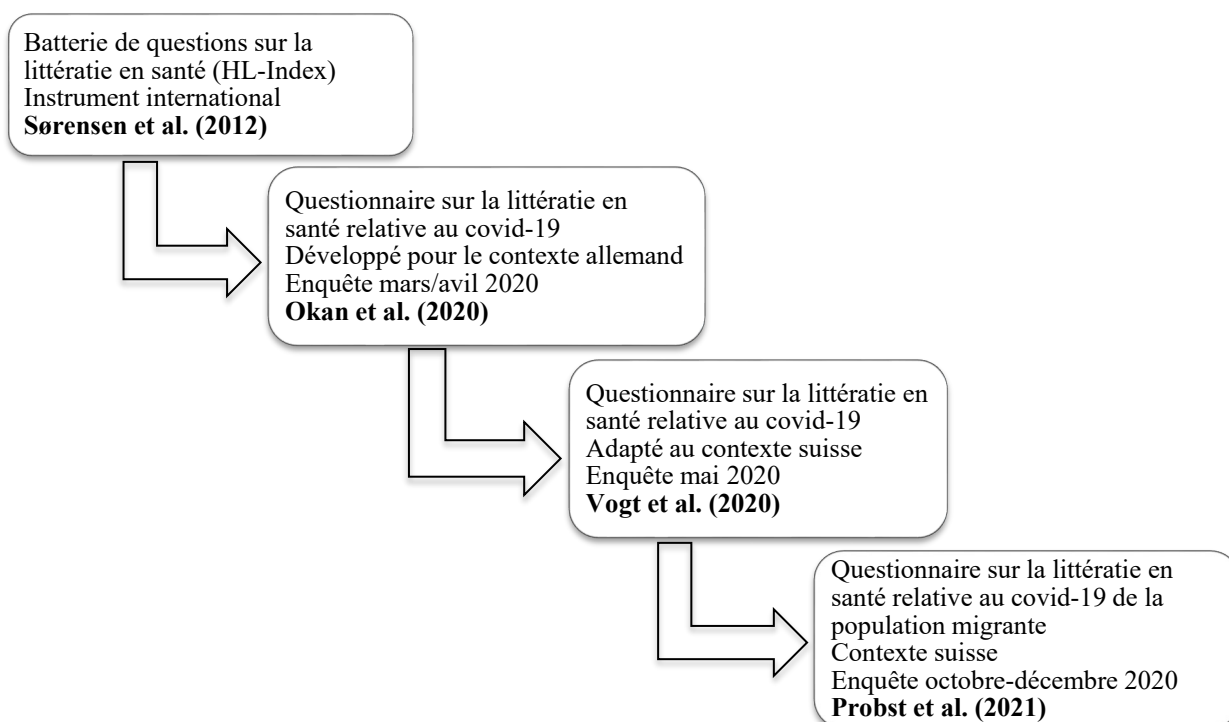 Batterie de questions sur la
littératie en santé (HL-Index)
Instrument international
Sørensen et al. (2012)
Questionnaire sur la littératie en
santé relative au covid-19
Développé pour le contexte allemand
Enquête mars/avril 2020
Okan et al. (2020)
Questionnaire sur la littératie en
santé relative au covid-19
Adapté au contexte suisse
Enquête mai 2020
Vogt et al. (2020)
Questionnaire sur la littératie en
santé relative au covid-19 de la
population migrante
Contexte suisse
Enquête octobre-décembre 2020
Probst et al. (2021)